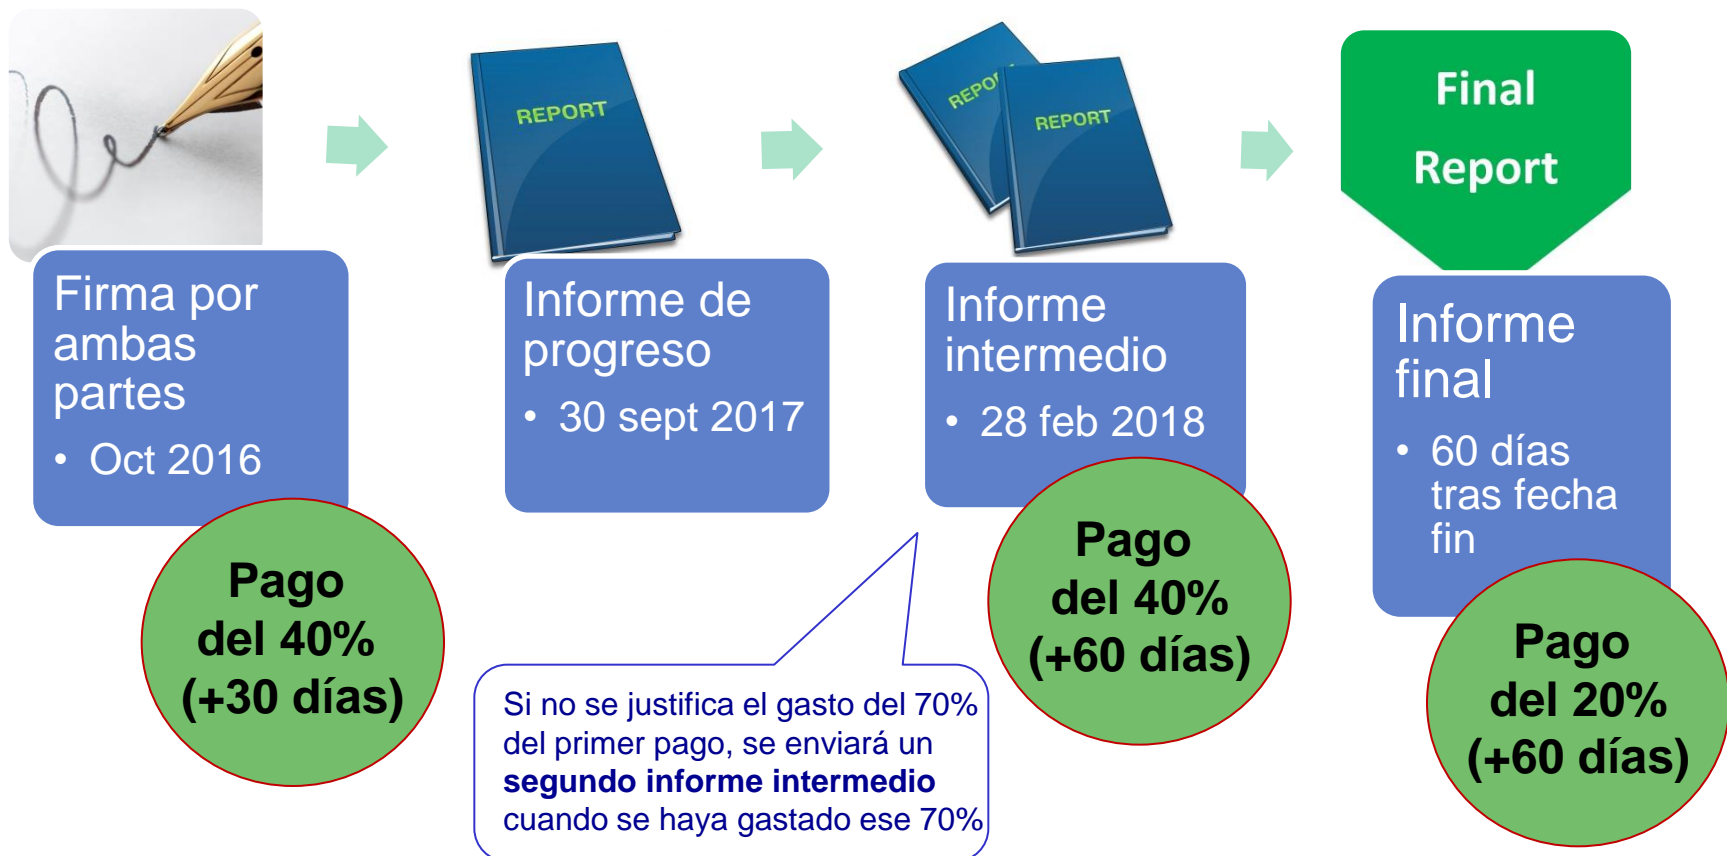 REPORT
REPORT
REPORT
Final
Report
Firma por
ambas
partes
• Oct 2016
Pago
del 40%
(+30 días)
Informe de
progreso
• 30 sept 2017
Informe
intermedio
• 28 feb 2018
Pago
del 40%
(+60 días)
Si no se justifica el gasto del 70%
del primer pago, se enviará un
segundo informe intermedio
cuando se haya gastado ese 70%
Informe
final
• 60 días
tras fecha
fin
Pago
del 20%
(+60 días)